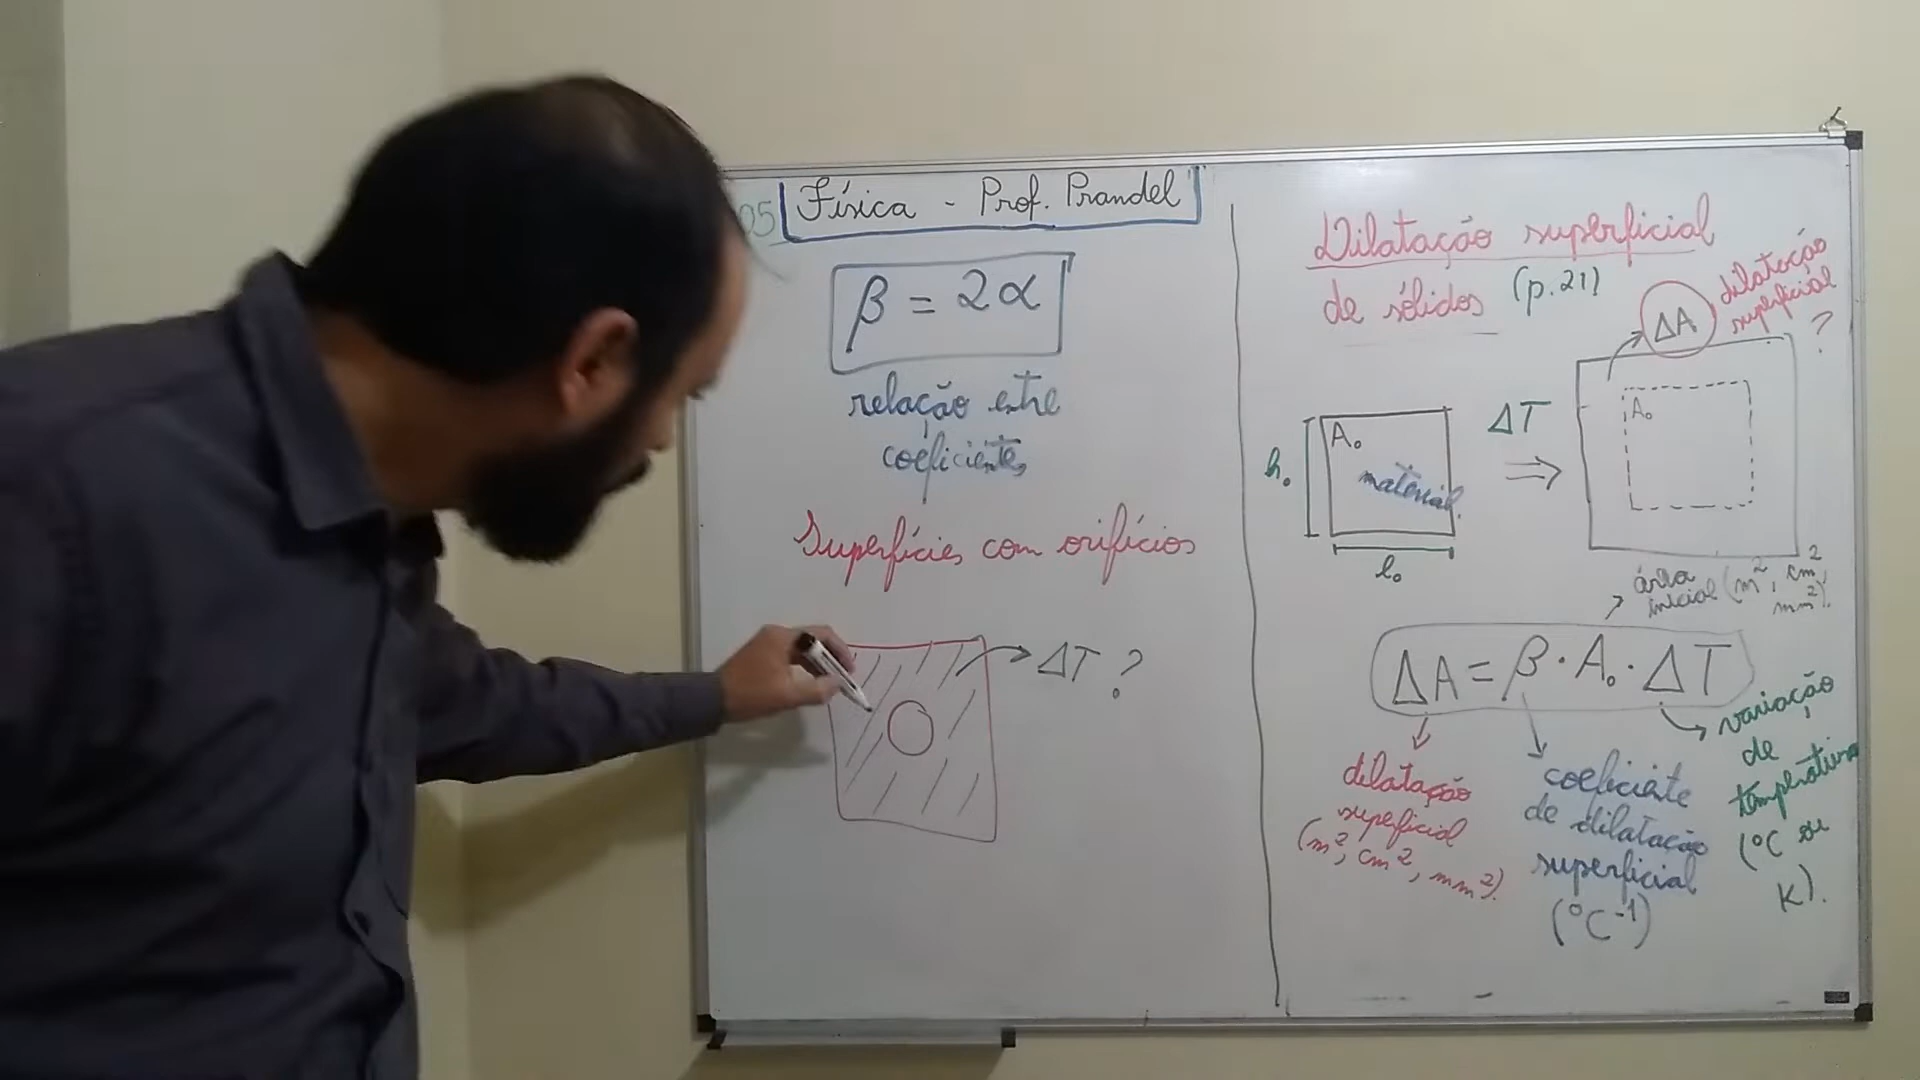 05
Física - Prof. Prandel
β = 2α
relação entre
coeficientes
Superfícies com orifícios
ΔT ?
Dilatação superficial
de sólidos (p.21)
ΔA
dilatação
superficial
?
A₀
material
h₀
l₀
ΔT
⇒
A₀
área
inicial (m², cm²,
mm²).
ΔA = β · A₀ · ΔT
dilatação
superficial
(m², cm², mm²).
coeficiente
de dilatação
superficial
(°C⁻¹)
variação
de
temperatura
(°C ou
K).